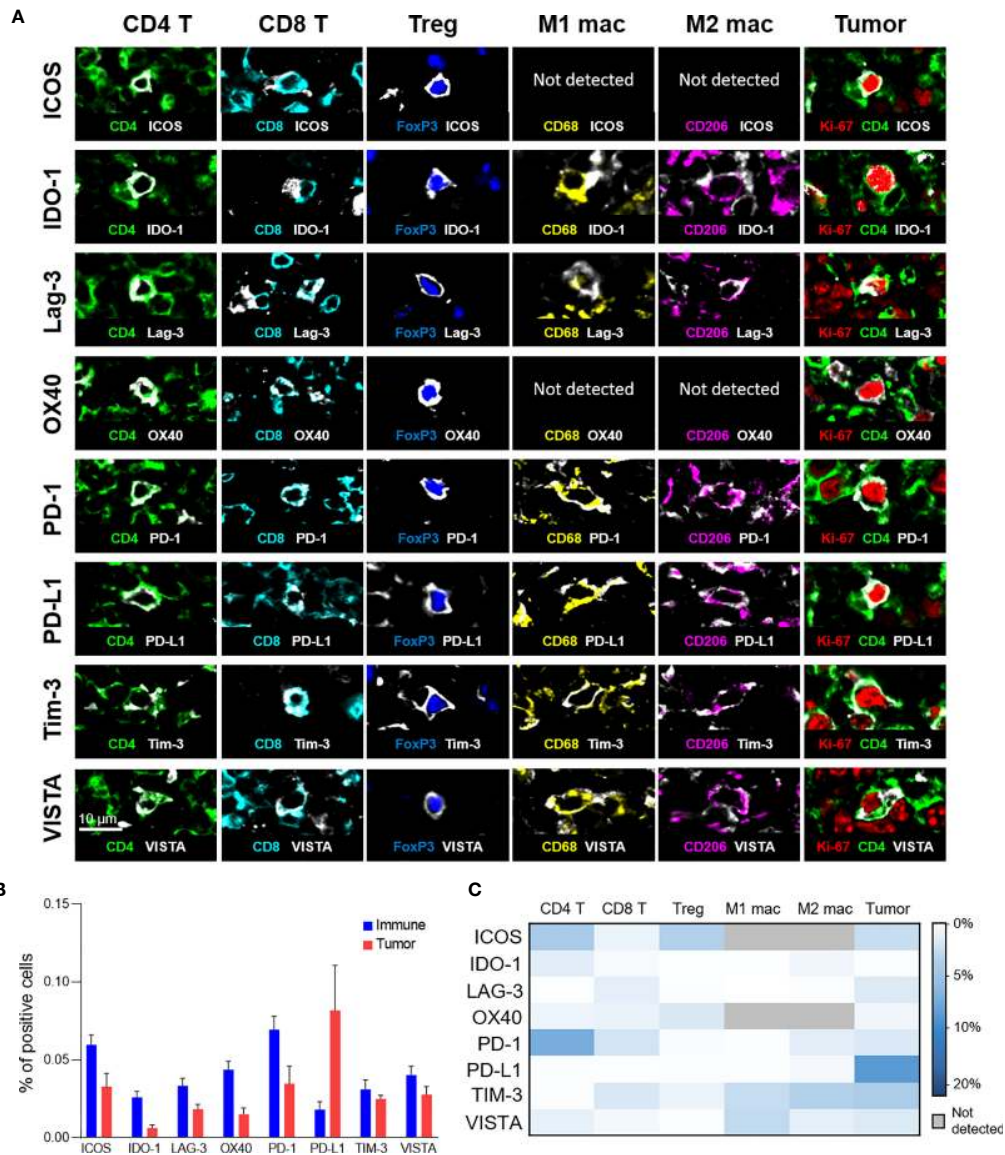 A
CD4 T CD8 T Treg M1 mac M2 mac Tumor
ICOS
Not detected Not detected
CD4 ICOS CD8 ICOS FoxP3 ICOS CD68 ICOS CD206 ICOS Ki-67 CD4 ICOS
IDO-1
CD4 IDO-1 CD8 IDO-1 FoxP3 IDO-1 CD68 IDO-1 CD206 IDO-1 Ki-67 CD4 IDO-1
Lag-3
CD4 Lag-3 CD8 Lag-3 FoxP3 Lag-3 CD68 Lag-3 CD206 Lag-3 Ki-67 CD4 Lag-3
OX40
Not detected Not detected
CD4 OX40 CD8 OX40 FoxP3 OX40 CD68 OX40 CD206 OX40 Ki-67 CD4 OX40
PD-1
CD4 PD-1 CD8 PD-1 FoxP3 PD-1 CD68 PD-1 CD206 PD-1 Ki-67 CD4 PD-1
PD-L1
CD4 PD-L1 CD8 PD-L1 FoxP3 PD-L1 CD68 PD-L1 CD206 PD-L1 Ki-67 CD4 PD-L1
Tim-3
CD4 Tim-3 CD8 Tim-3 FoxP3 Tim-3 CD68 Tim-3 CD206 Tim-3 Ki-67 CD4 Tim-3
VISTA
10 µm
CD4 VISTA CD8 VISTA FoxP3 VISTA CD68 VISTA CD206 VISTA Ki-67 CD4 VISTA
B
% of positive cells
0.15
0.10
0.05
0.00
Immune
Tumor
ICOS IDO-1 LAG-3 OX40 PD-1 PD-L1 TIM-3 VISTA
C
CD4 T CD8 T Treg M1 mac M2 mac Tumor
ICOS
IDO-1
LAG-3
OX40
PD-1
PD-L1
TIM-3
VISTA
0%
5%
10%
20%
Not
detected